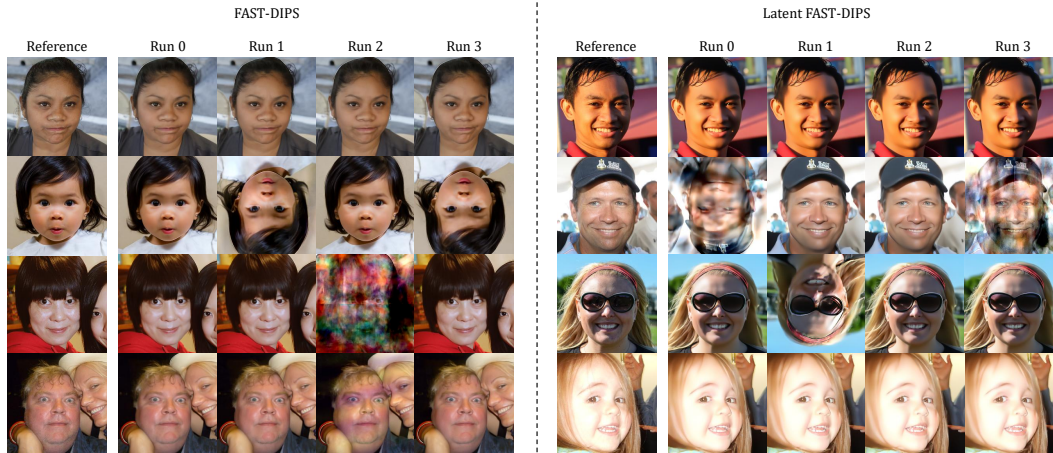 FAST-DIPS
Latent FAST-DIPS
Reference Run 0 Run 1 Run 2 Run 3
Reference Run 0 Run 1 Run 2 Run 3